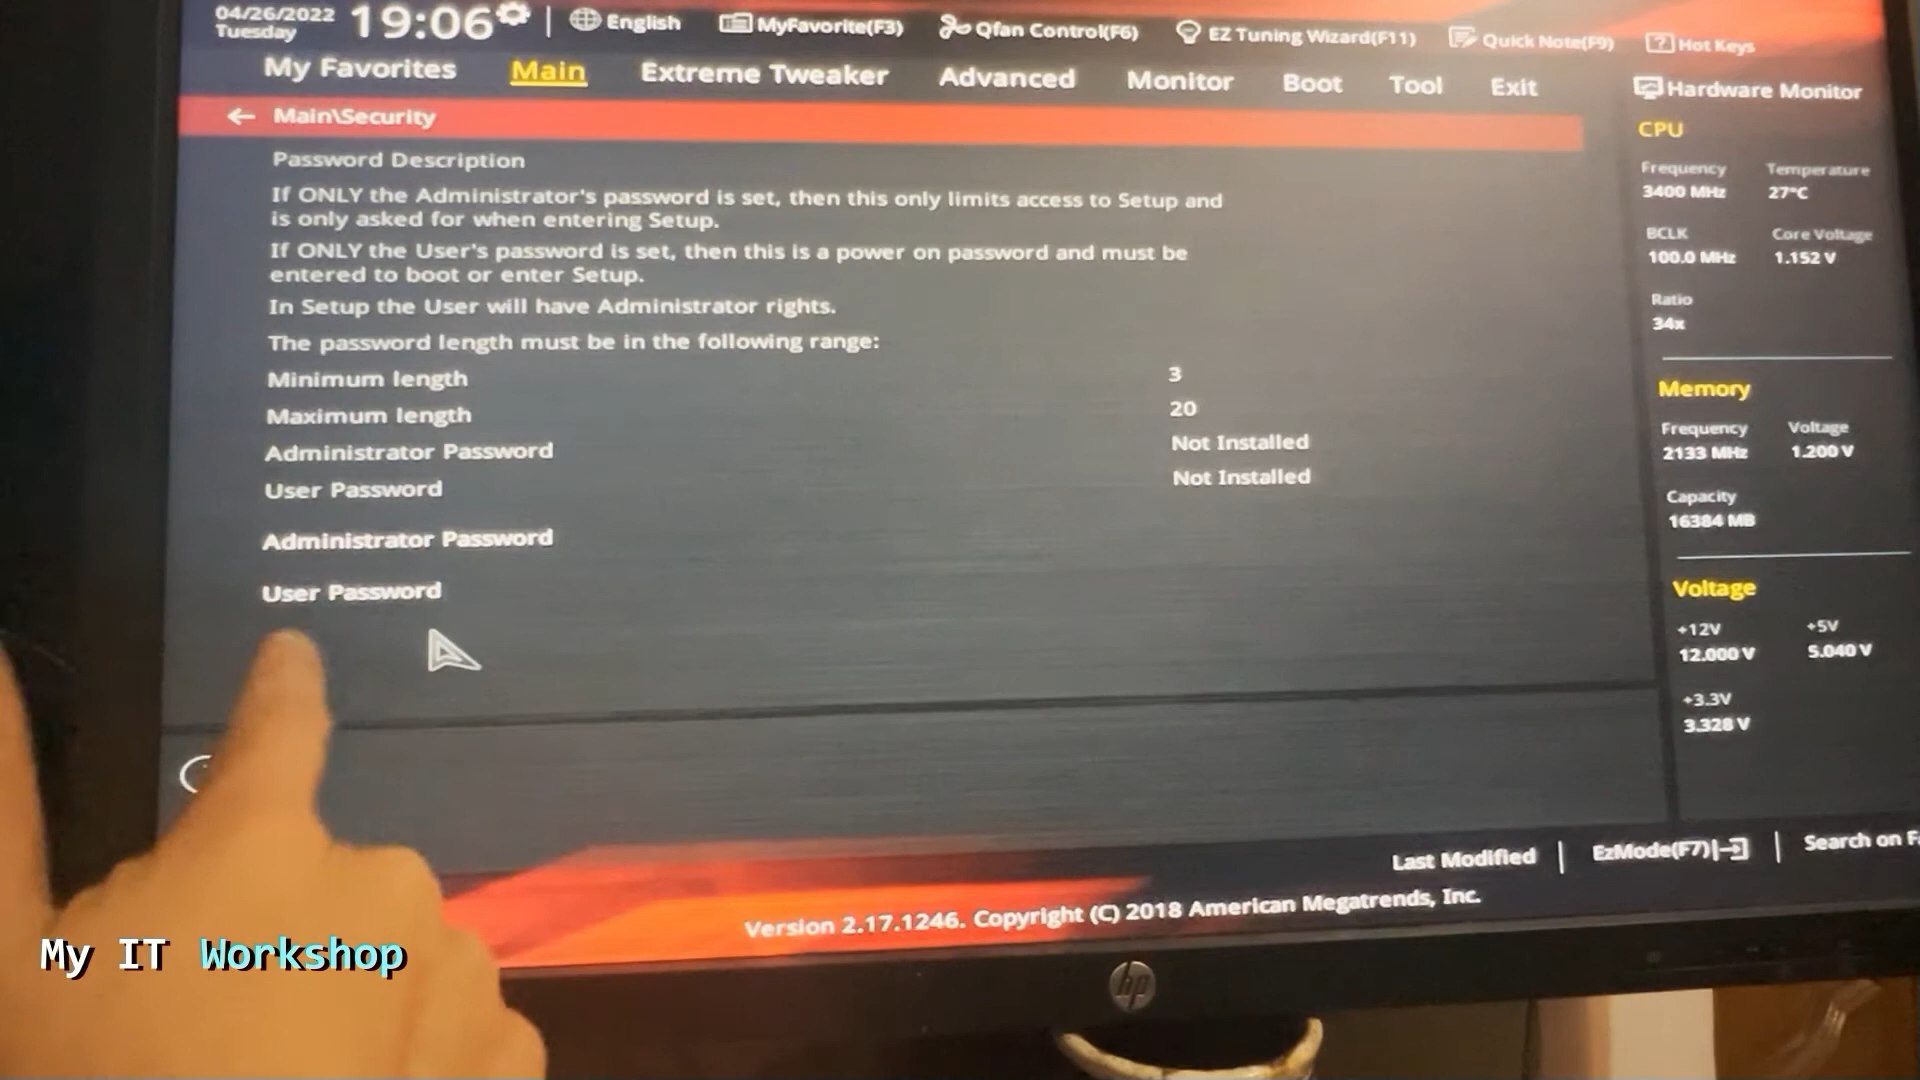 04/26/2022
Tuesday
19:06
English
MyFavorite(F3)
Qfan Control(F6)
EZ Tuning Wizard(F11)
Quick Note(F9)
? Hot Keys
My Favorites
Main
Extreme Tweaker
Advanced
Monitor
Boot
Tool
Exit
← Main\Security
Password Description
If ONLY the Administrator's password is set, then this only limits access to Setup and
is only asked for when entering Setup.
If ONLY the User's password is set, then this is a power on password and must be
entered to boot or enter Setup.
In Setup the User will have Administrator rights.
The password length must be in the following range:
Minimum length 3
Maximum length 20
Administrator Password Not Installed
User Password Not Installed
Administrator Password
User Password
Hardware Monitor
CPU
Frequency Temperature
3400 MHz 27°C
BCLK Core Voltage
100.0 MHz 1.152 V
Ratio
34x
Memory
Frequency Voltage
2133 MHz 1.200 V
Capacity
16384 MB
Voltage
+12V +5V
12.000 V 5.040 V
+3.3V
3.328 V
Last Modified
EzMode(F7)
Search on
Version 2.17.1246. Copyright (C) 2018 American Megatrends, Inc.
hp
My IT Workshop